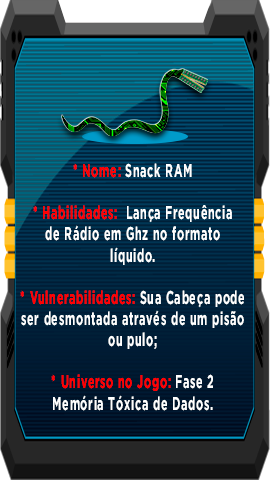 * Nome: Snack RAM
* Habilidades: Lança Frequência
de Rádio em Ghz no formato
líquido.
* Vulnerabilidades: Sua Cabeça pode
ser desmontada através de um pisão
ou pulo;
* Universo no Jogo: Fase 2
Memória Tóxica de Dados.